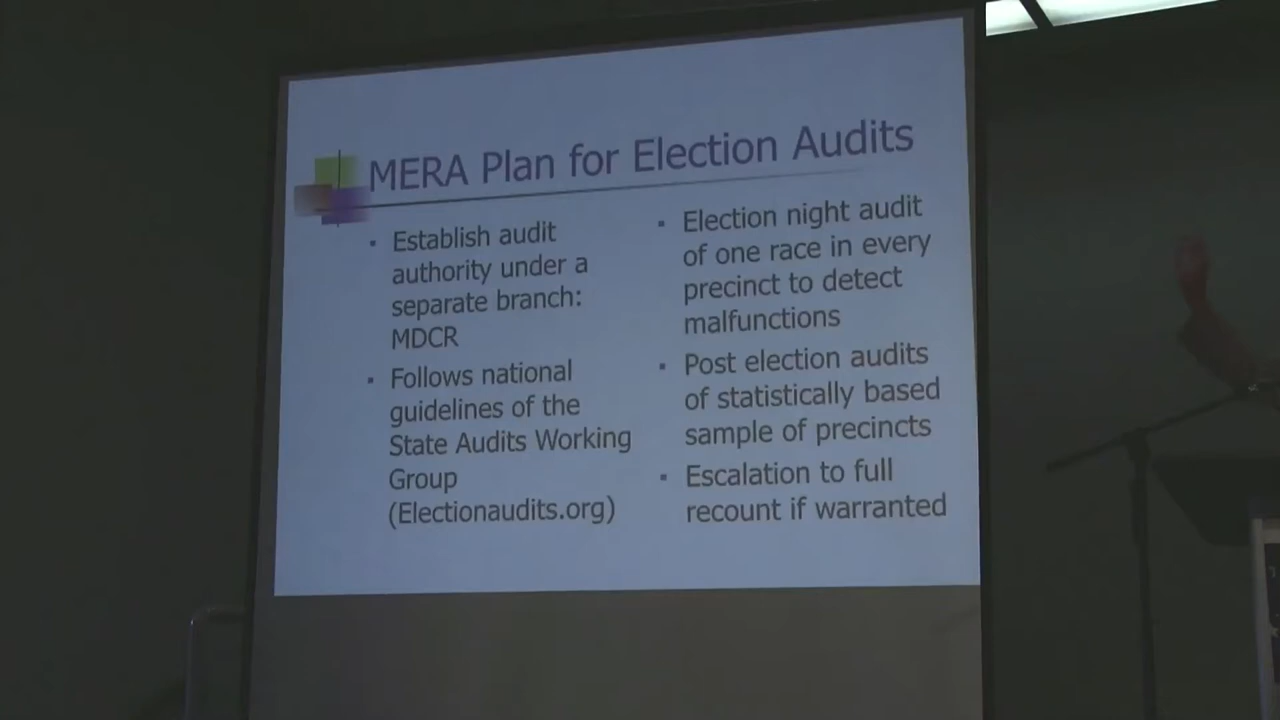 MERA Plan for Election Audits
Establish audit
authority under a
separate branch:
MDCR
Follows national
guidelines of the
State Audits Working
Group
(Electionaudits.org)
Election night audit
of one race in every
precinct to detect
malfunctions
Post election audits
of statistically based
sample of precincts
Escalation to full
recount if warranted